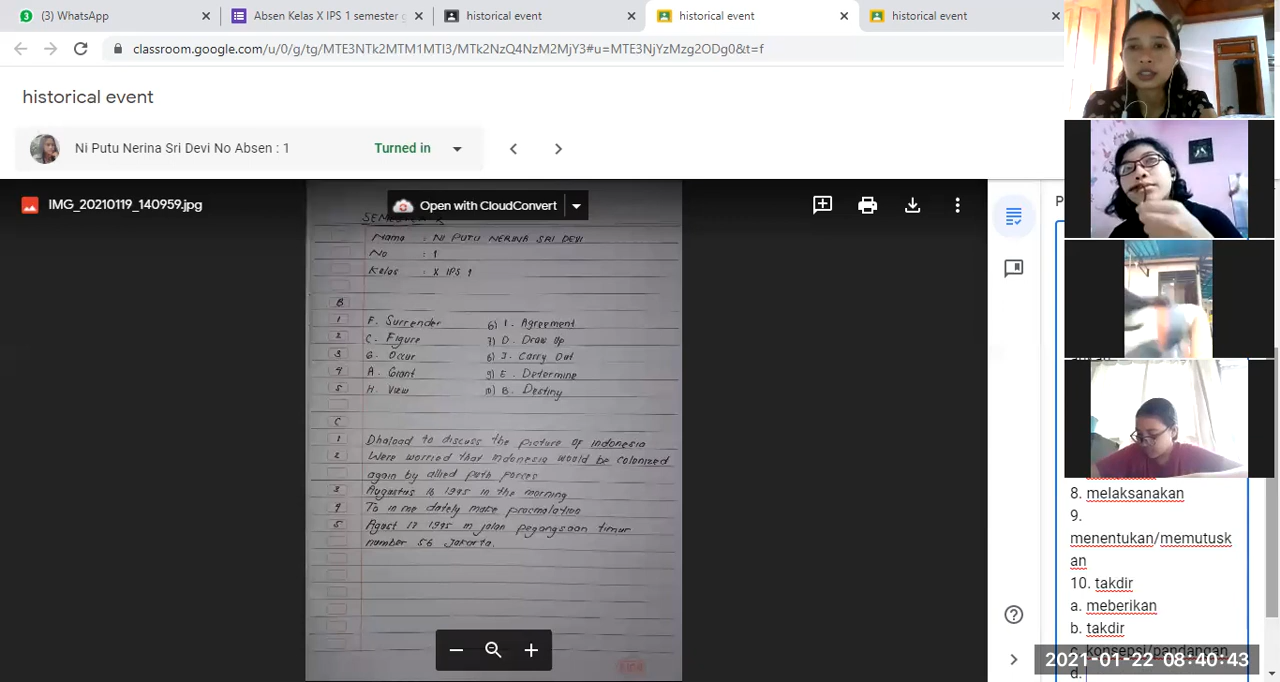 (3) WhatsApp
Absen Kelas X IPS 1 semester
historical event
historical event
historical event
classroom.google.com/u/0/g/tg/MTE3NTk2MTM1MTI3/MTk2NzQ4NzM2MjY3#u=MTE3NjYzMzg2ODg0&t=f
historical event
Ni Putu Nerina Sri Devi No Absen : 1
Turned in
IMG_20210119_140959.jpg
Open with CloudConvert
Nama : NI PUTU NERINA SRI DEVI
No : 1
Kelas : X IPS 1
B
1 F. Surrender 6) I. Agreement
2 C. Figure 7) D. Draw Up
3 G. Occur 8) J. Carry Out
4 A. Grant 9) E. Determine
5 H. View 10) B. Destiny
C
1 Dhaload to discuss the picture of indonesia
2 Were worried that indonesia would be colonized
again by allied puth forces
3 Augustus 16 1945 in the morning
4 To in me dately make procmalation
5 Agust 17 1945 in jalan pegangsaan timur
number 56 Jakarta.
8. melaksanakan
9.
menentukan/memutusk
an
10. takdir
a. meberikan
b. takdir
c. konsepsi/pandangan
d.
2021-01-22 08:40:43